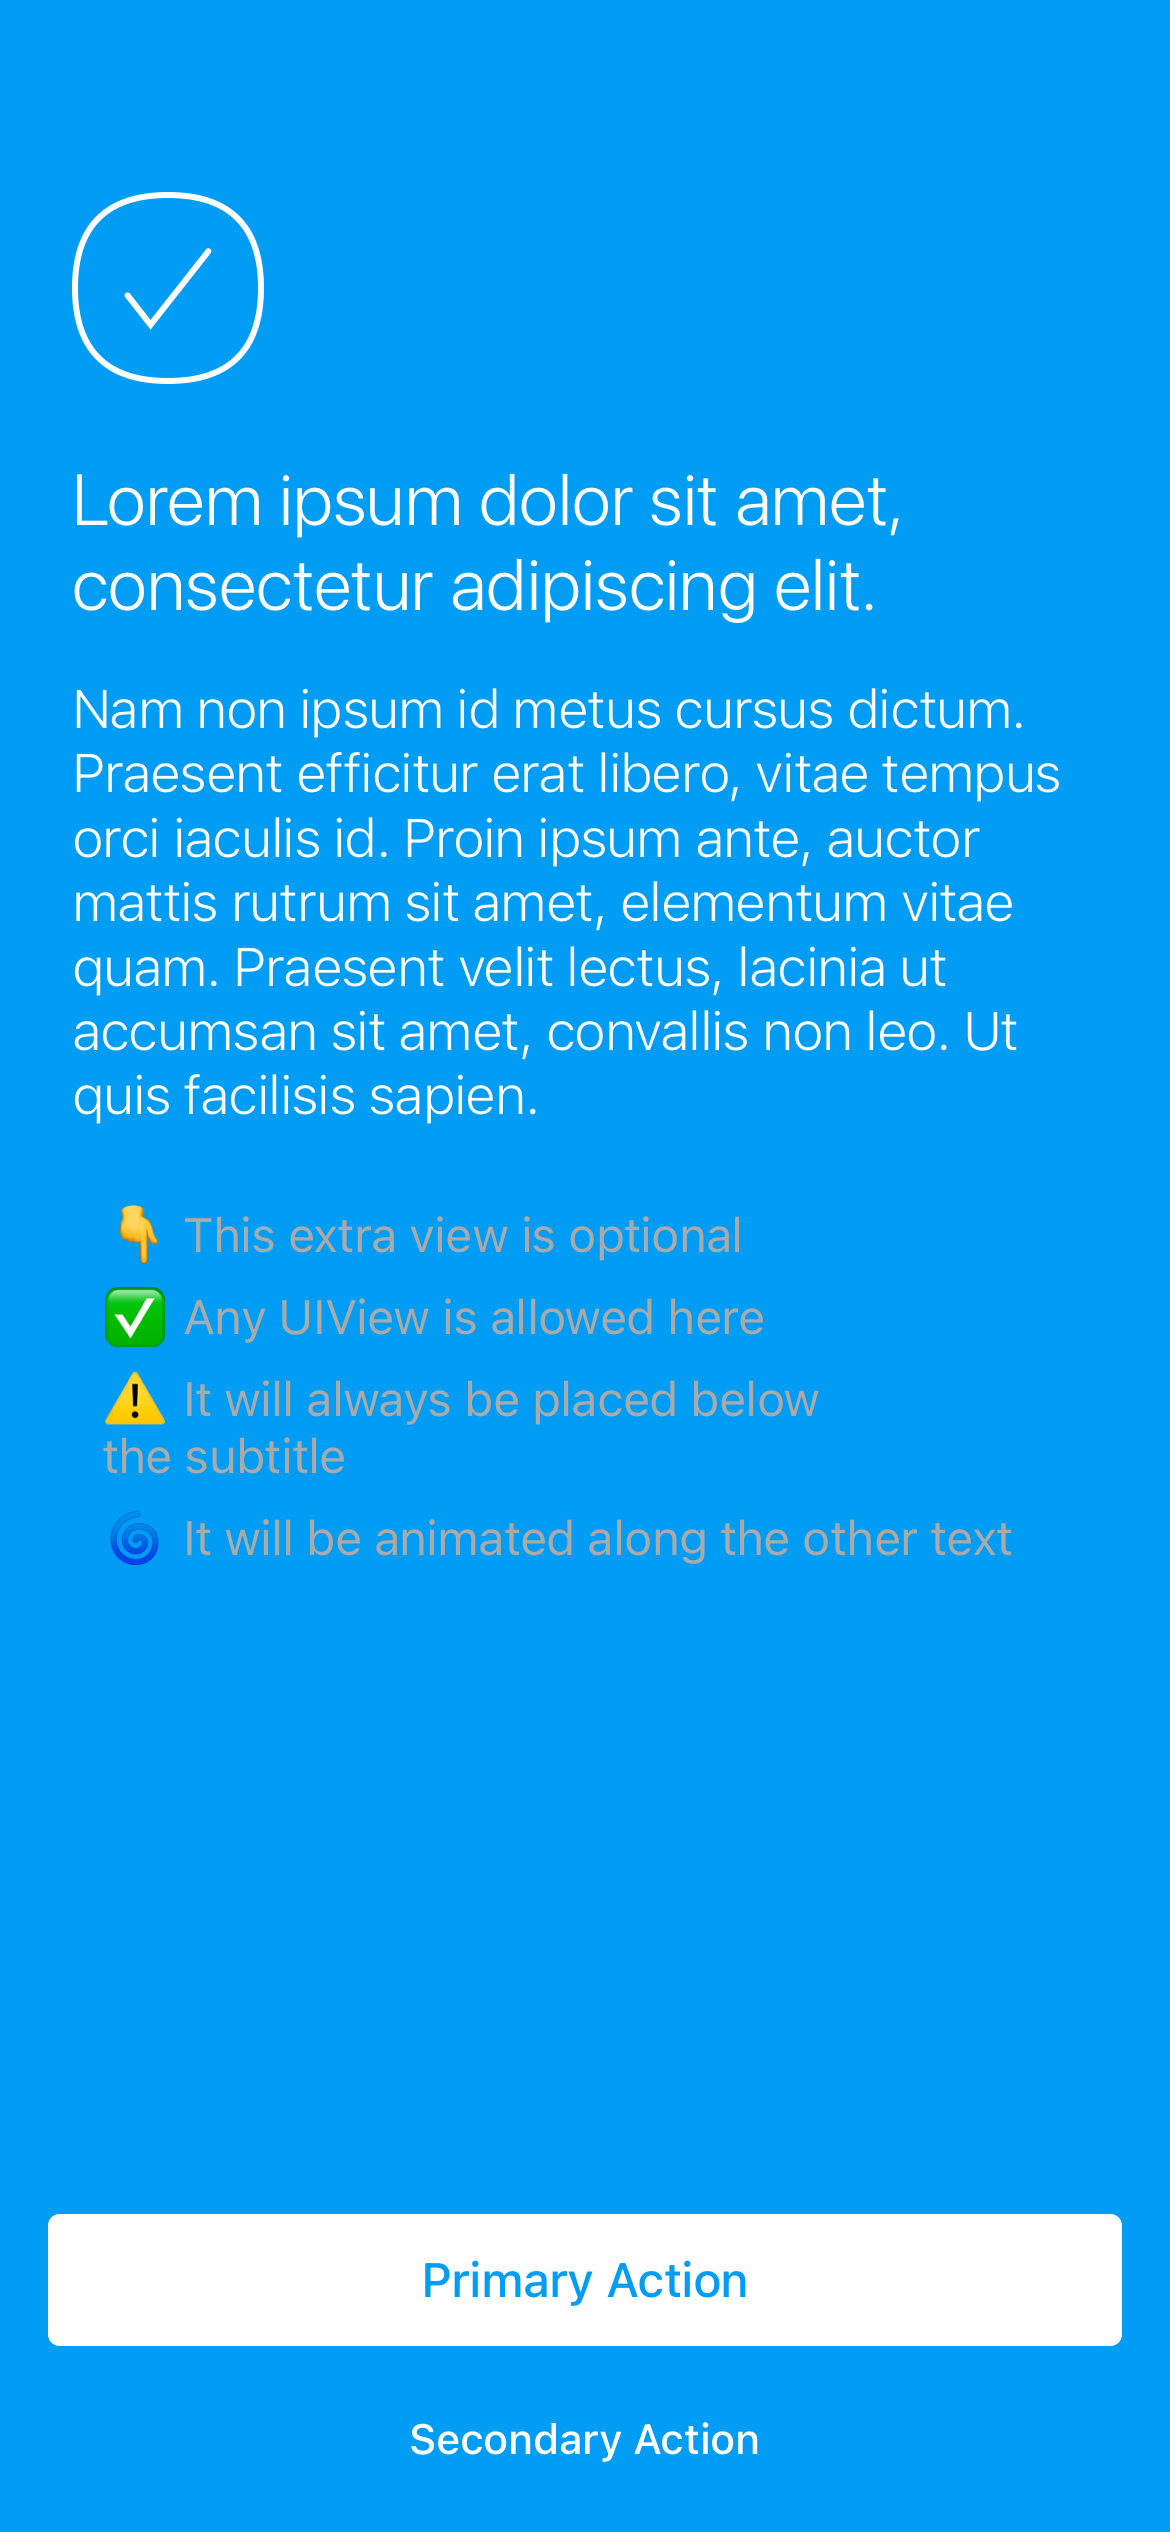 Lorem ipsum dolor sit amet,
consectetur adipiscing elit.
Nam non ipsum id metus cursus dictum.
Praesent efficitur erat libero, vitae tempus
orci iaculis id. Proin ipsum ante, auctor
mattis rutrum sit amet, elementum vitae
quam. Praesent velit lectus, lacinia ut
accumsan sit amet, convallis non leo. Ut
quis facilisis sapien.
👇 This extra view is optional
✅ Any UIView is allowed here
⚠️ It will always be placed below
the subtitle
🌀 It will be animated along the other text
Primary Action
Secondary Action